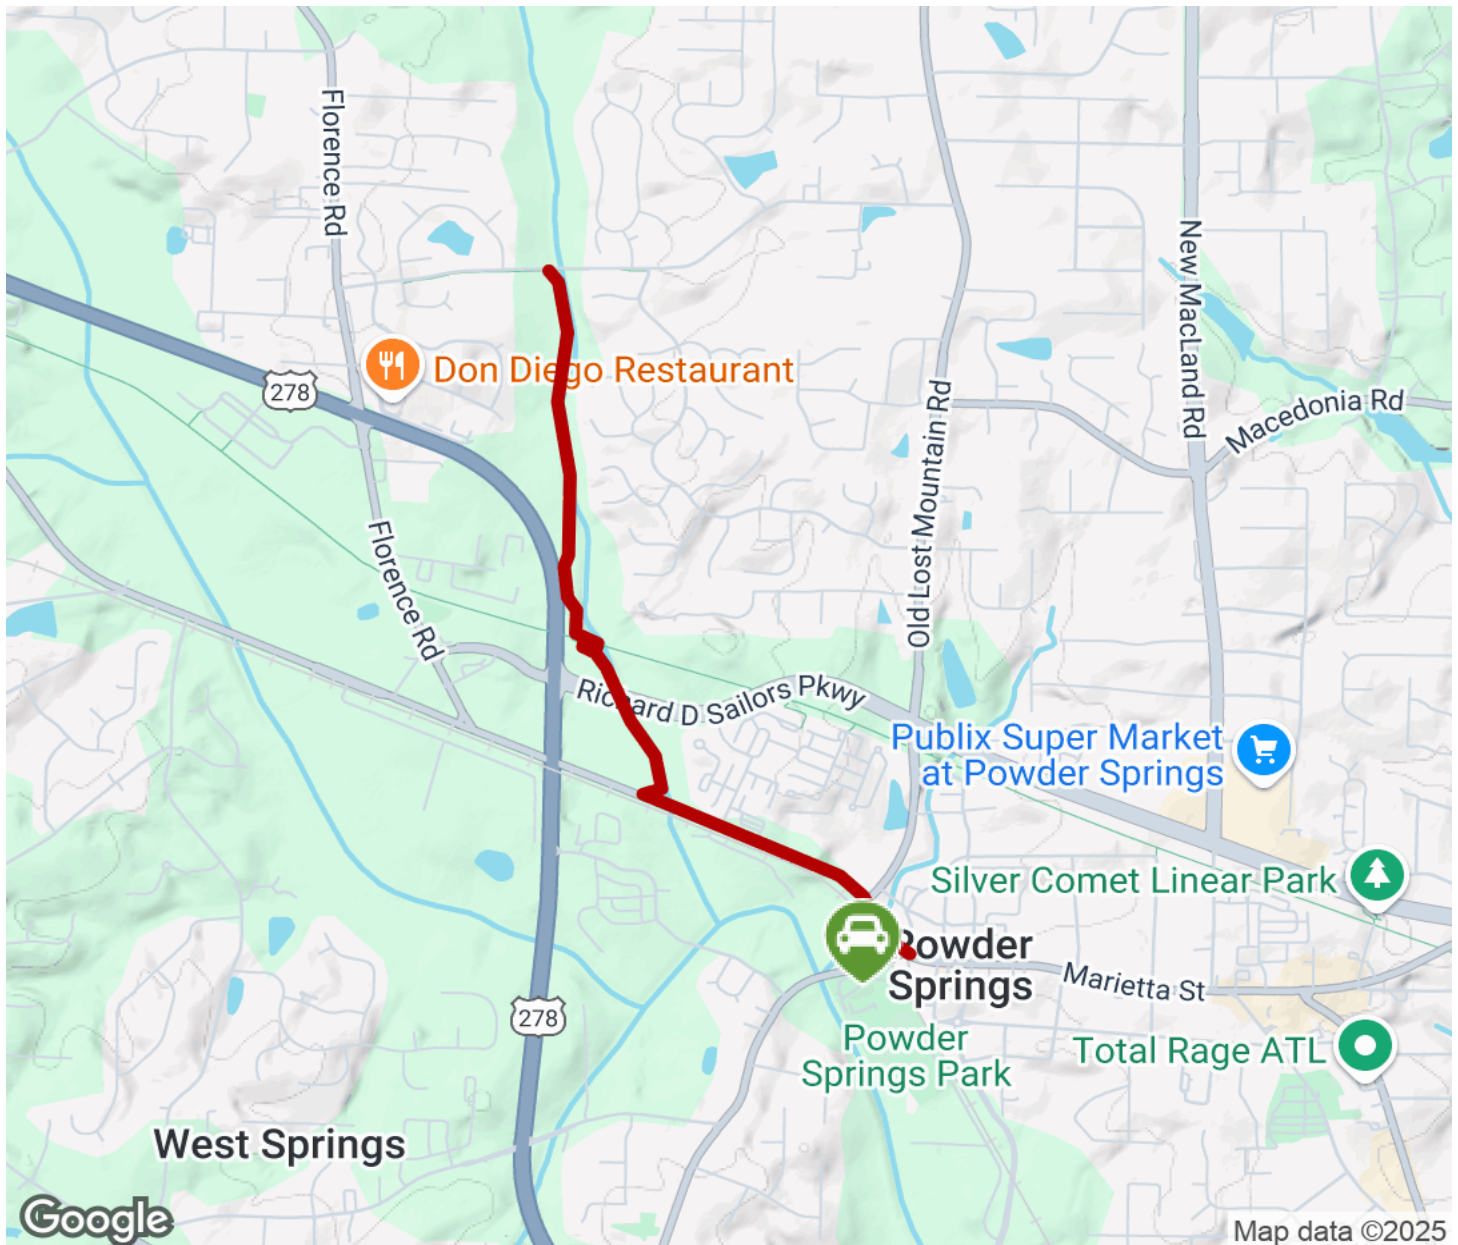 Florence Rd
New MacLand Rd
278
Don Diego Restaurant
Old Lost Mountain Rd
Macedonia Rd
Florence Rd
Richard D Sailors Pkwy
Publix Super Market
at Powder Springs
Silver Comet Linear Park
Powder
Springs
Marietta St
278
Powder
Springs Park
Total Rage ATL
West Springs
Google
Map data ©2025